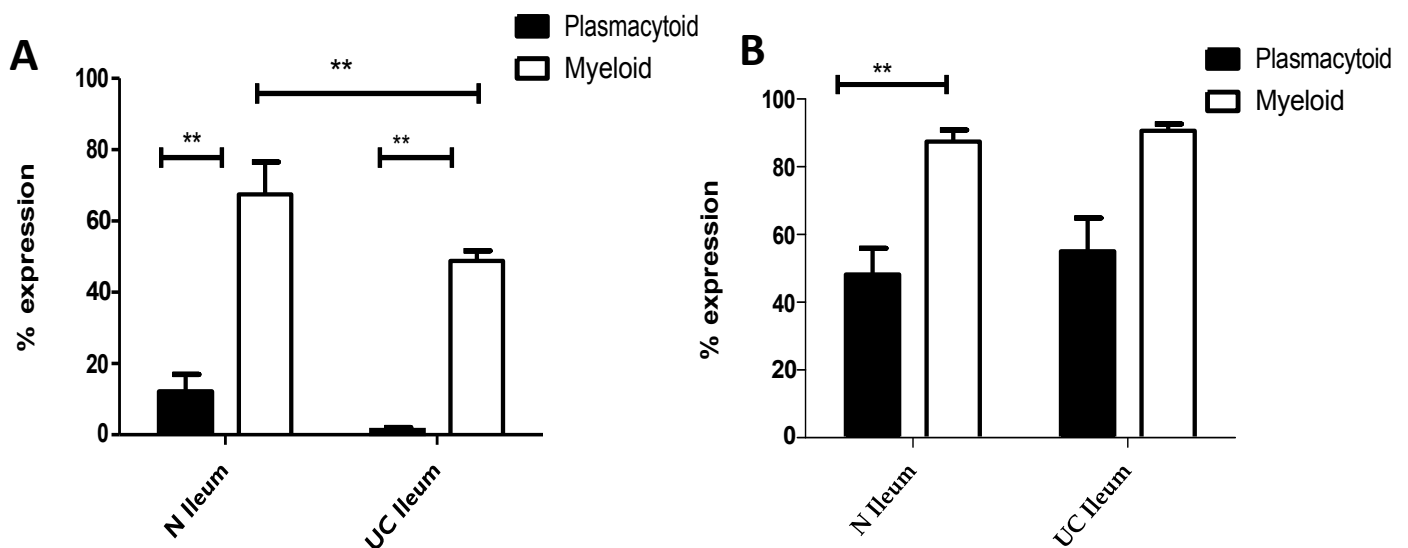 A
Plasmacytoid
Myeloid
**
**
**
100
80
60
40
20
0
% expression
N Ileum
UC Ileum
B
Plasmacytoid
Myeloid
**
100
80
60
40
20
0
% expression
N Ileum
UC Ileum